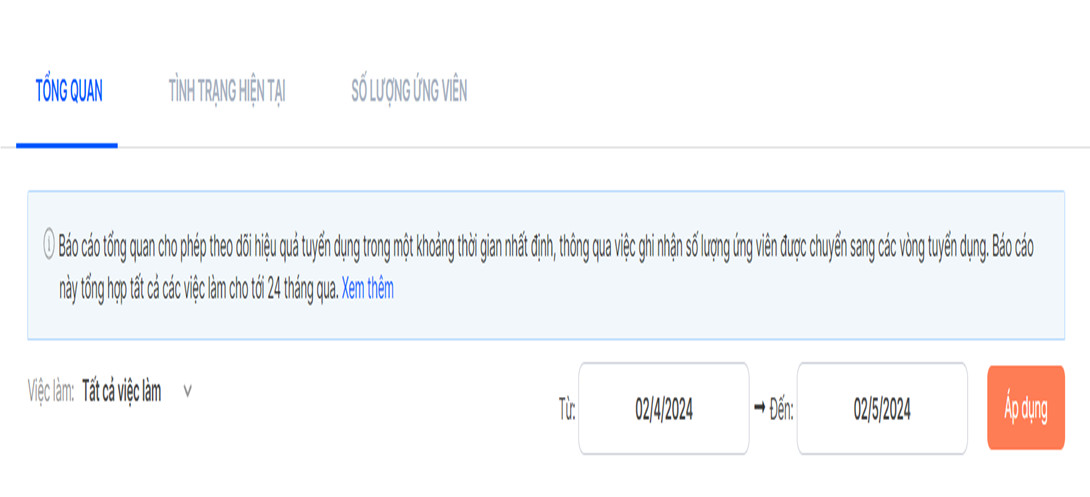 TỔNG QUAN TÌNH TRẠNG HIỆN TẠI SỐ LƯỢNG ỨNG VIÊN
Báo cáo tổng quan cho phép theo dõi hiệu quả tuyển dụng trong một khoảng thời gian nhất định, thông qua việc ghi nhận số lượng ứng viên được chuyển sang các vòng tuyển dụng. Báo cáo
này tổng hợp tất cả các việc làm cho tới 24 tháng qua. Xem thêm
Việc làm: Tất cả việc làm
Từ: 02/4/2024 ➞ Đến: 02/5/2024 Áp dụng